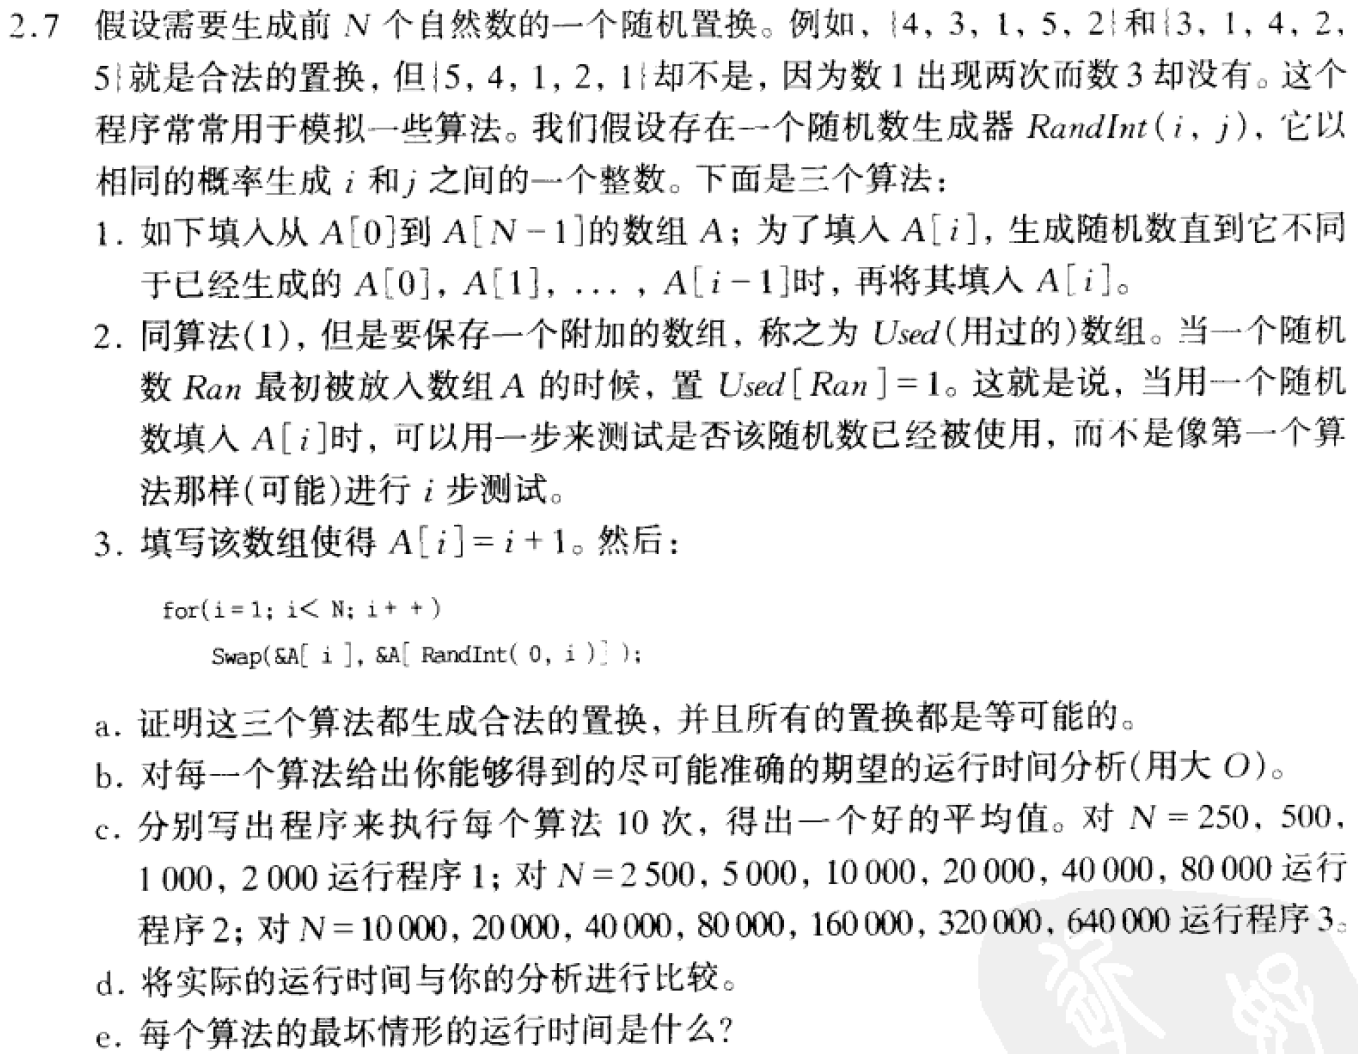 2.7 假设需要生成前 N 个自然数的一个随机置换。例如，{4, 3, 1, 5, 2}和{3, 1, 4, 2,
5}就是合法的置换，但{5, 4, 1, 2, 1}却不是，因为数 1 出现两次而数 3 却没有。这个
程序常常用于模拟一些算法。我们假设存在一个随机数生成器 RandInt(i, j)，它以
相同的概率生成 i 和 j 之间的一个整数。下面是三个算法：
1. 如下填入从 A[0]到 A[N-1]的数组 A；为了填入 A[i]，生成随机数直到它不同
于已经生成的 A[0]，A[1]，...，A[i-1]时，再将其填入 A[i]。
2. 同算法(1)，但是要保存一个附加的数组，称之为 Used(用过的)数组。当一个随机
数 Ran 最初被放入数组 A 的时候，置 Used[Ran]=1。这就是说，当用一个随机
数填入 A[i]时，可以用一步来测试是否该随机数已经被使用，而不是像第一个算
法那样(可能)进行 i 步测试。
3. 填写该数组使得 A[i]=i+1。然后：
for(i=1; i< N; i++)
Swap(&A[ i ], &A[ RandInt( 0, i )] );
a. 证明这三个算法都生成合法的置换，并且所有的置换都是等可能的。
b. 对每一个算法给出你能够得到的尽可能准确的期望的运行时间分析(用大 O)。
c. 分别写出程序来执行每个算法 10 次，得出一个好的平均值。对 N = 250, 500,
1 000, 2 000 运行程序 1；对 N=2 500, 5 000, 10 000, 20 000, 40 000, 80 000 运行
程序 2；对 N=10 000, 20 000, 40 000, 80 000, 160 000, 320 000, 640 000 运行程序 3。
d. 将实际的运行时间与你的分析进行比较。
e. 每个算法的最坏情形的运行时间是什么？